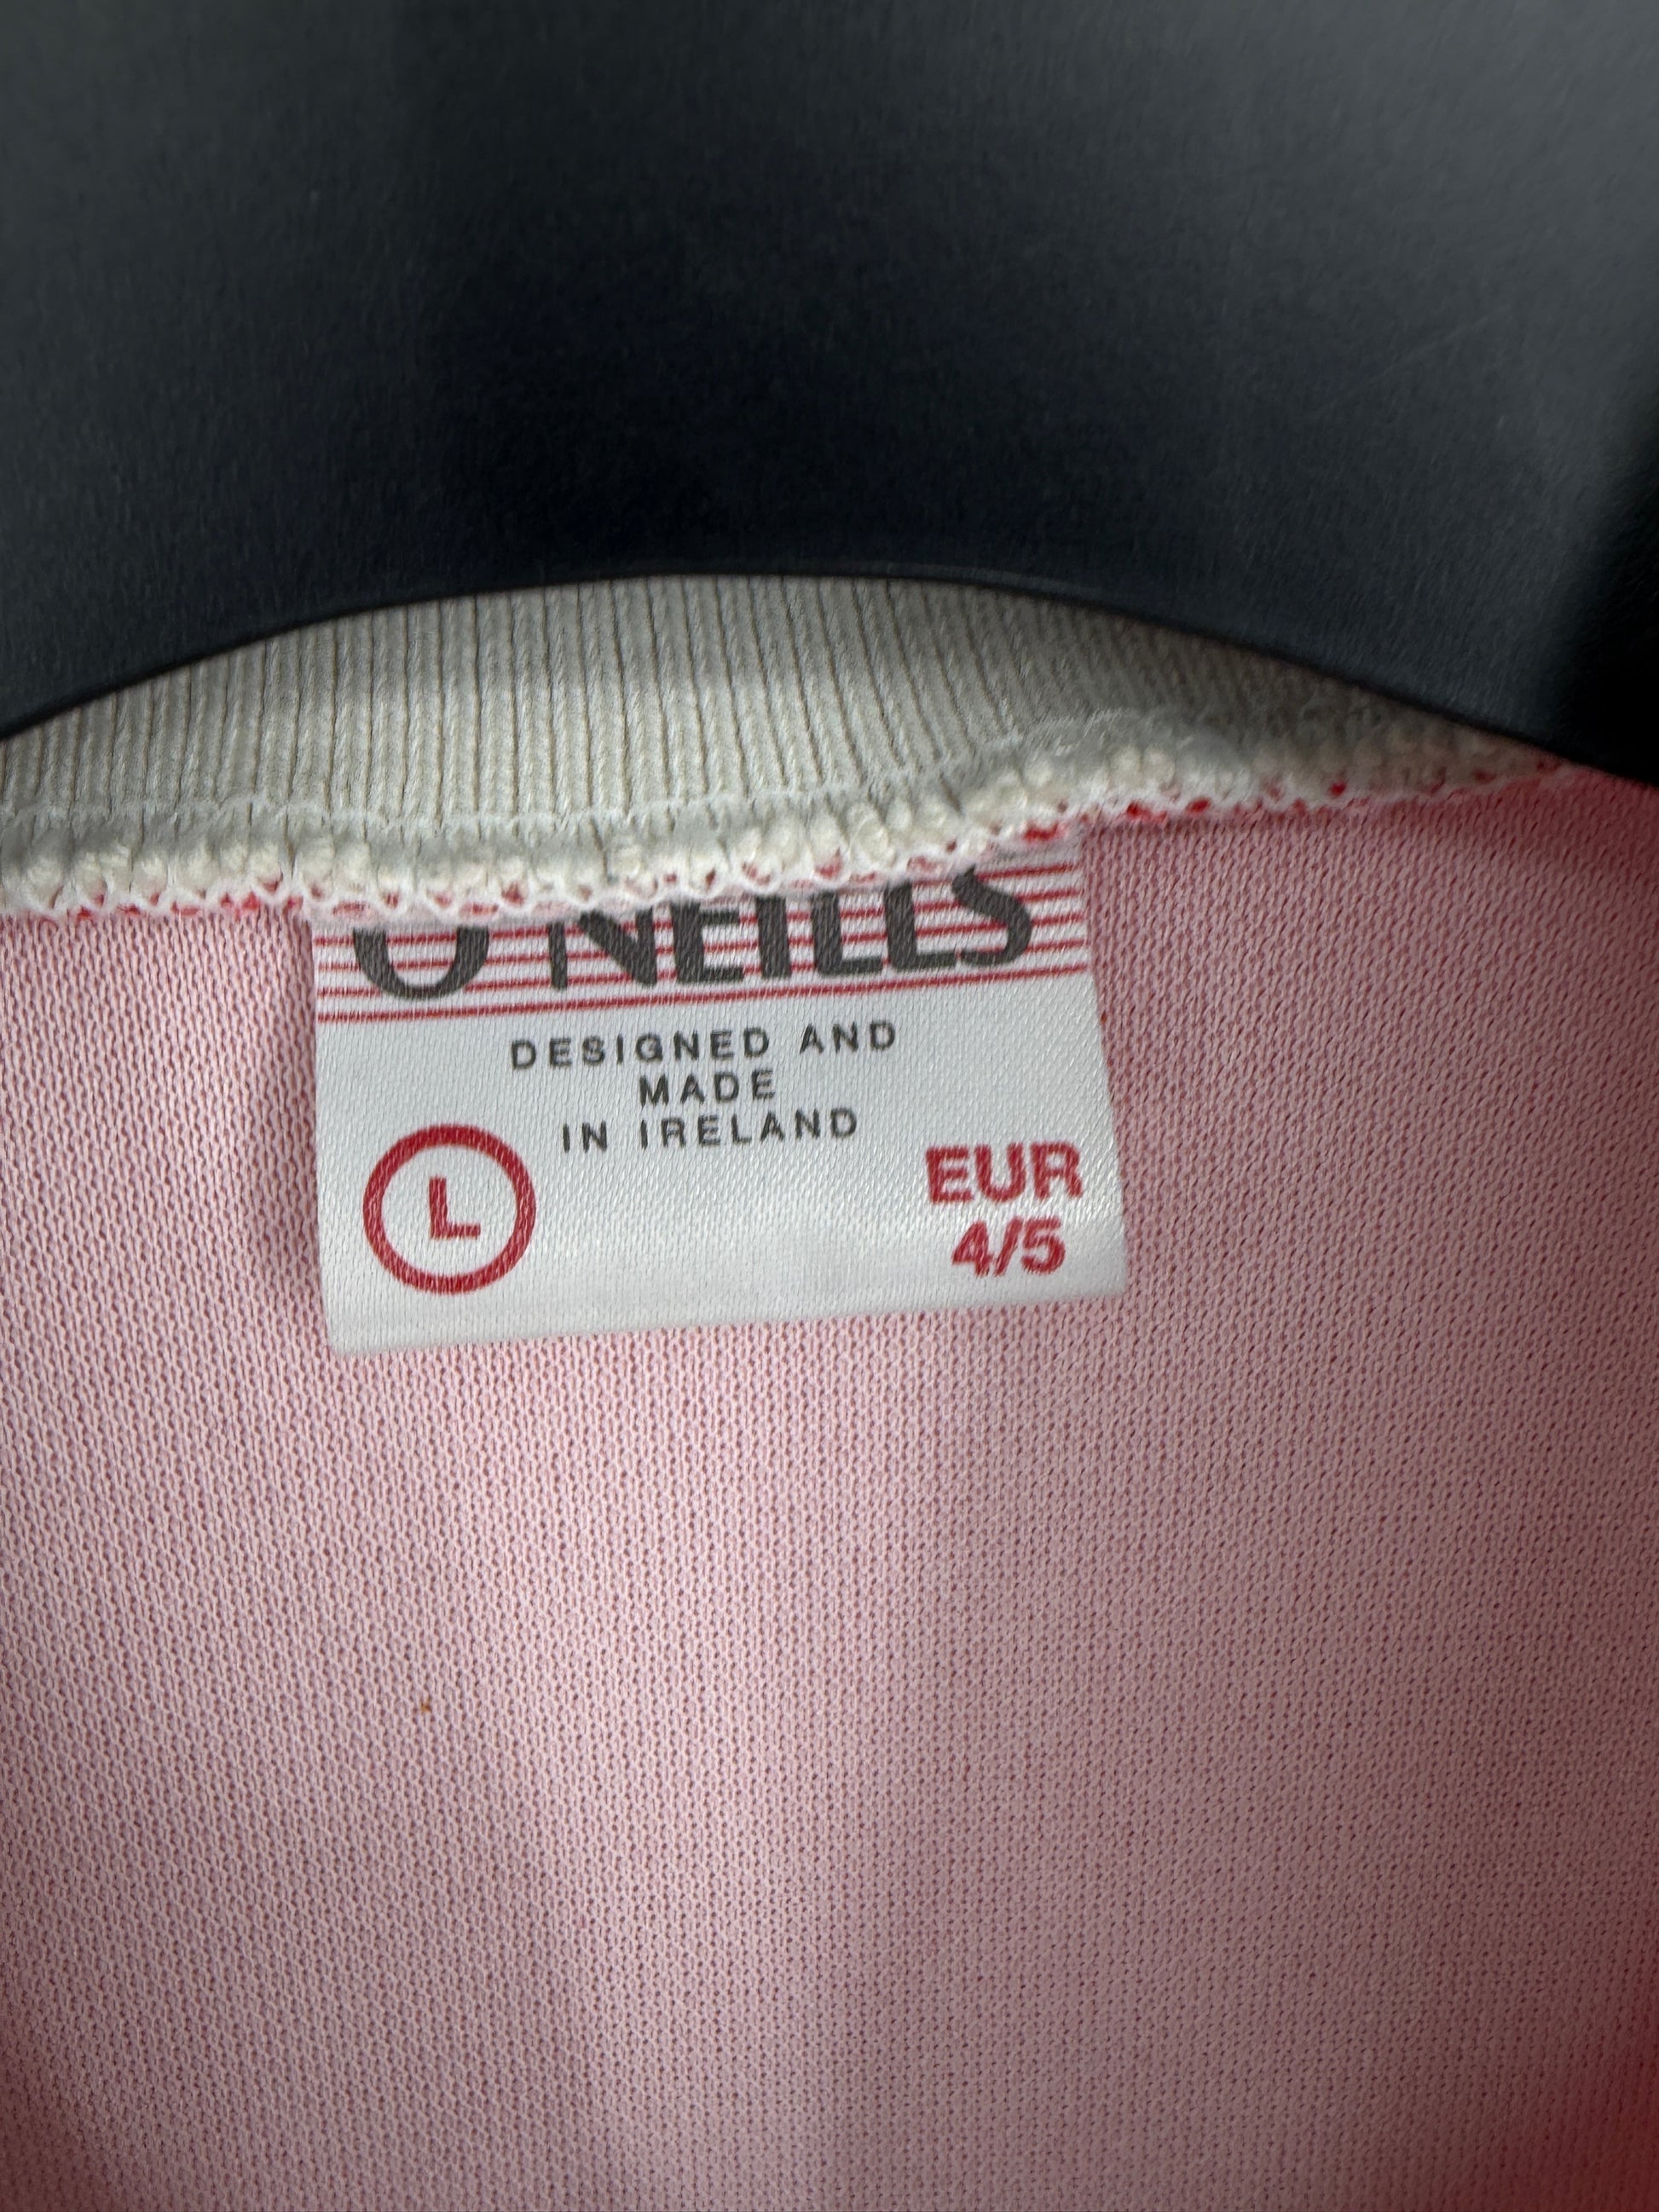 O'NEILLS
DESIGNED AND
MADE
IN IRELAND
L
EUR
4/5